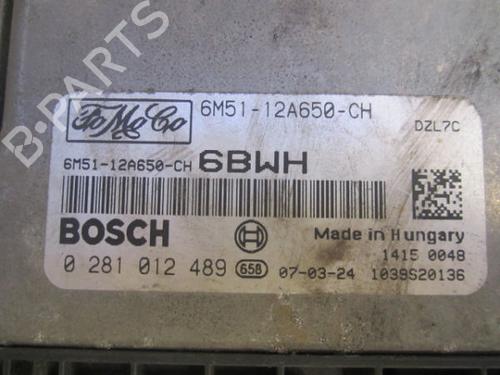 B-PARTS
FoMoCo
6M51-12A650-CH
DZL7C
6M51-12A650-CH 6BWH
BOSCH
Made in Hungary
1415 0048
0 281 012 489 658 07-03-24 1039S20136